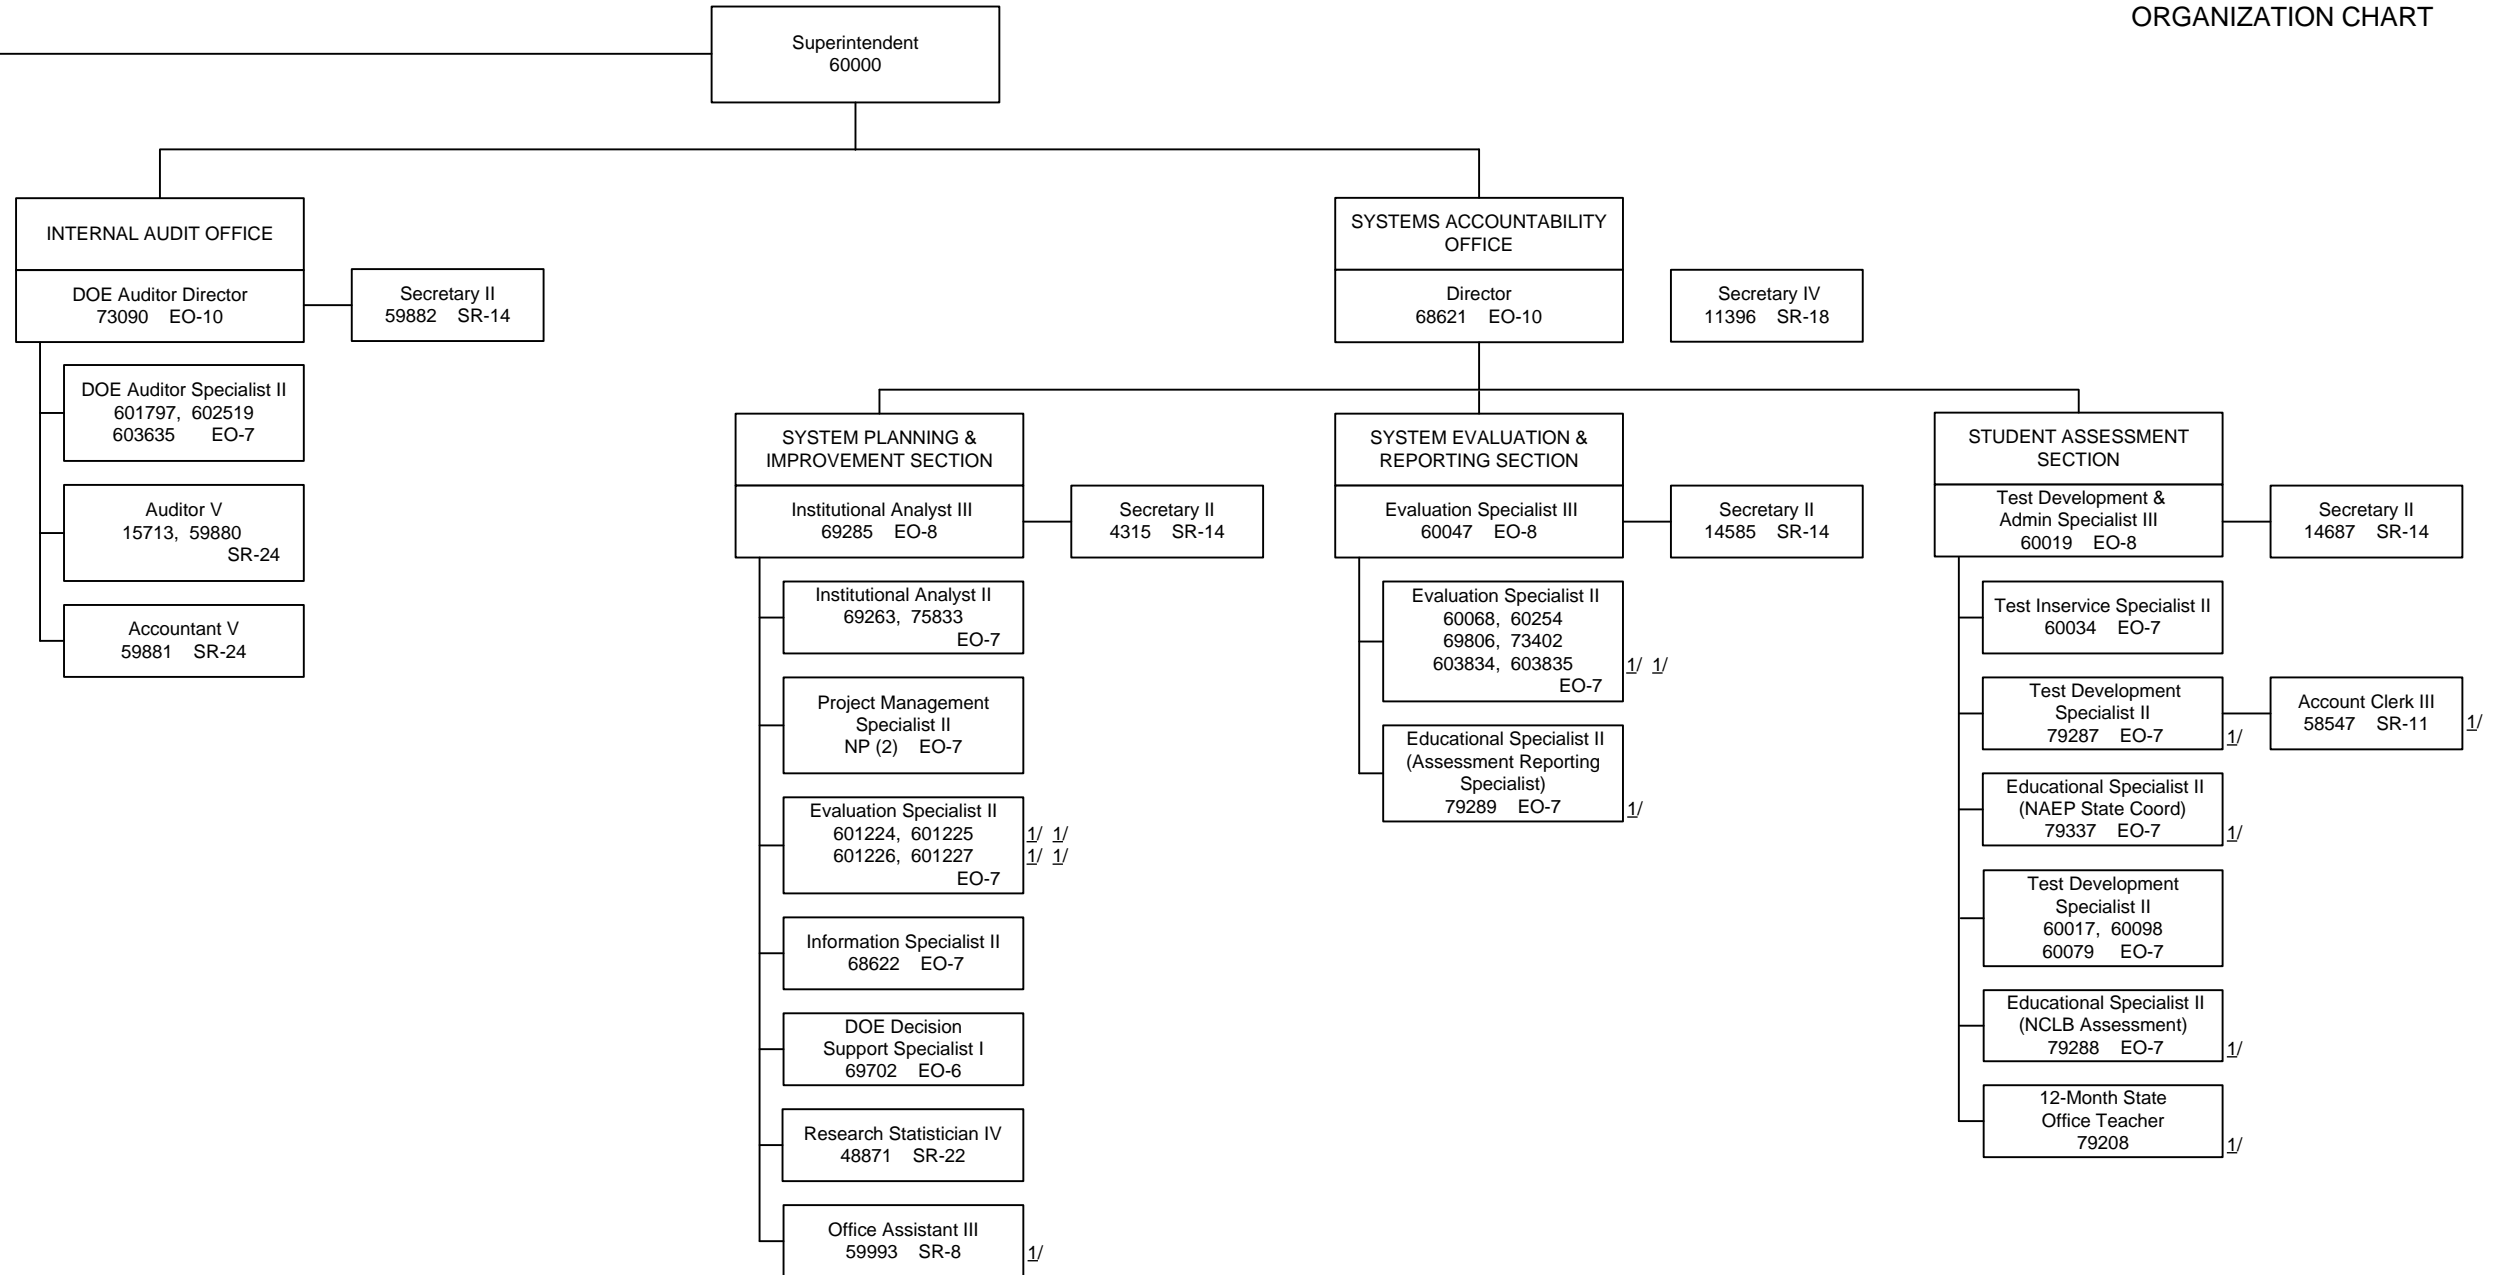 ORGANIZATION CHART
Superintendent
60000
INTERNAL AUDIT OFFICE
DOE Auditor Director
73090 EO-10
Secretary II
59882 SR-14
DOE Auditor Specialist II
601797, 602519
603635 EO-7
Auditor V
15713, 59880
SR-24
Accountant V
59881 SR-24
SYSTEMS ACCOUNTABILITY
OFFICE
Director
68621 EO-10
Secretary IV
11396 SR-18
SYSTEM PLANNING &
IMPROVEMENT SECTION
Institutional Analyst III
69285 EO-8
Secretary II
4315 SR-14
Institutional Analyst II
69263, 75833
EO-7
Project Management
Specialist II
NP (2) EO-7
Evaluation Specialist II
601224, 601225 1/ 1/
601226, 601227 1/ 1/
EO-7
Information Specialist II
68622 EO-7
DOE Decision
Support Specialist I
69702 EO-6
Research Statistician IV
48871 SR-22
Office Assistant III
59993 SR-8 1/
SYSTEM EVALUATION &
REPORTING SECTION
Evaluation Specialist III
60047 EO-8
Secretary II
14585 SR-14
Evaluation Specialist II
60068, 60254
69806, 73402
603834, 603835 1/ 1/
EO-7
Educational Specialist II
(Assessment Reporting
Specialist)
79289 EO-7 1/
STUDENT ASSESSMENT
SECTION
Test Development &
Admin Specialist III
60019 EO-8
Secretary II
14687 SR-14
Test Inservice Specialist II
60034 EO-7
Test Development
Specialist II
79287 EO-7 1/
Account Clerk III
58547 SR-11 1/
Educational Specialist II
(NAEP State Coord)
79337 EO-7 1/
Test Development
Specialist II
60017, 60098
60079 EO-7
Educational Specialist II
(NCLB Assessment)
79288 EO-7 1/
12-Month State
Office Teacher
79208 1/